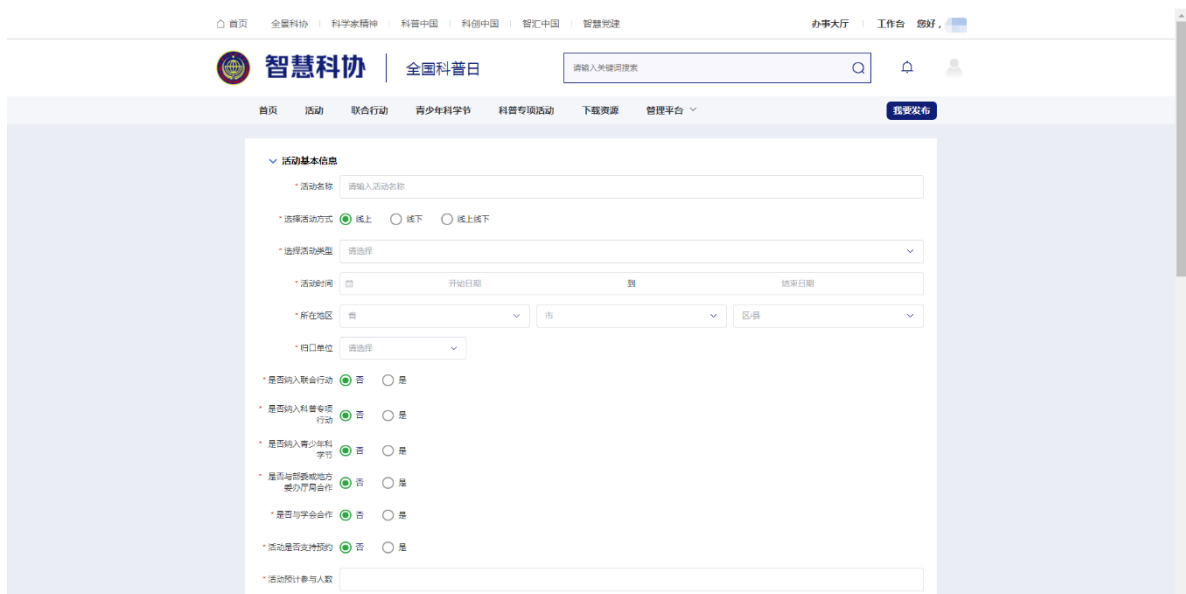 首页 全景科协 科学家精神 科普中国 科创中国 智汇中国 智慧党建 办事大厅 工作台 您好，
智慧科协 全国科普日 请输入关键词搜索
首页 活动 联合行动 青少年科学节 科普专项活动 下载资源 管理平台 我要发布
活动基本信息
* 活动名称 请输入活动名称
* 选择活动方式 线上 线下 线上线下
* 选择活动类型 请选择
* 活动时间 开始日期 到 结束日期
* 所在地区 省 市 区/县
* 归口单位 请选择
* 是否纳入联合行动 否 是
* 是否纳入科普专项
行动 否 是
* 是否纳入青少年科
学节 否 是
* 是否与部委或地方
委办厅局合作 否 是
* 是否与学会合作 否 是
* 活动是否支持预约 否 是
* 活动预计参与人数